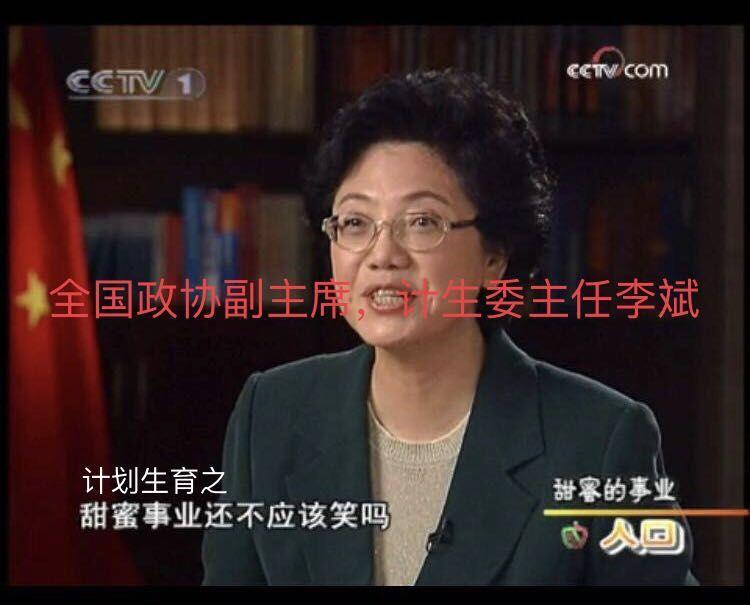 CCTV 1
CCTV.com
全国政协副主席，计生委主任李斌
计划生育之
甜蜜事业还不应该笑吗
甜蜜的事业
人口